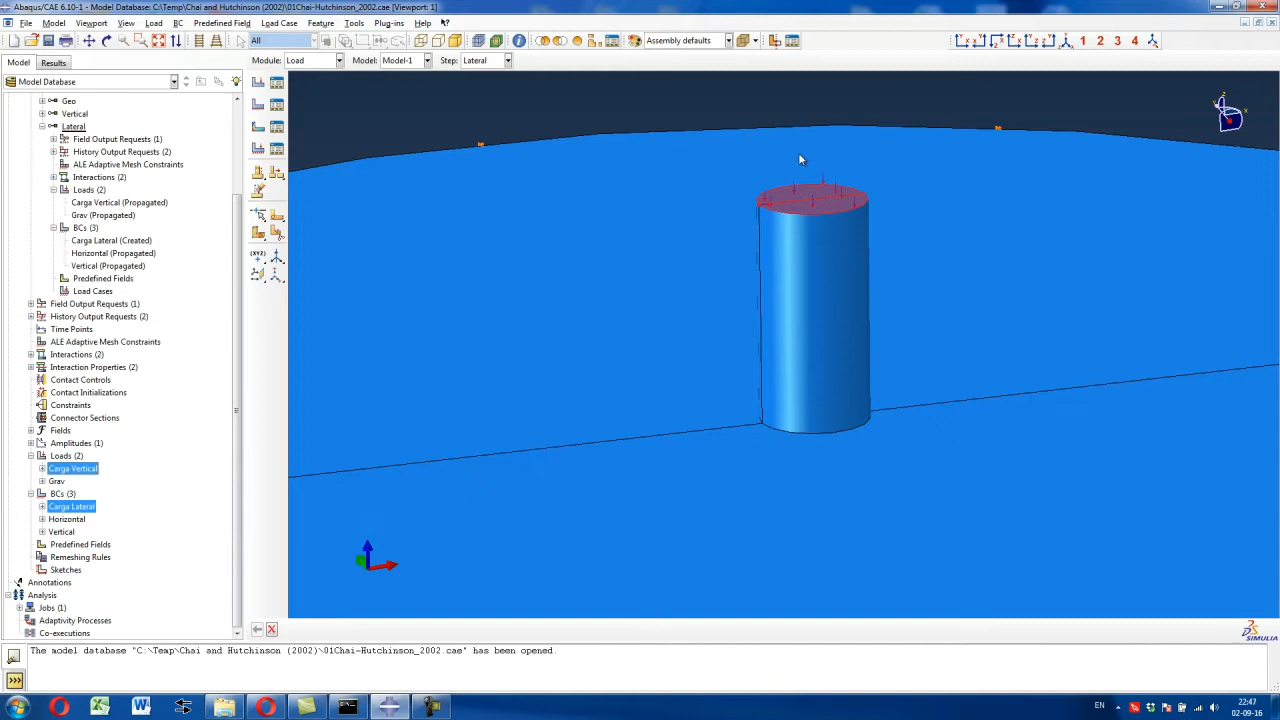 Abaqus/CAE 6.10-1 - Model Database: C:\Temp\Chai and Hutchinson (2002)\01Chai-Hutchinson_2002.cae [Viewport: 1]
File Model Viewport View Load BC Predefined Field Load Case Feature Tools Plug-ins Help
All
Assembly defaults
1 2 3 4
Model Results
Module: Load Model: Model-1 Step: Lateral
Model Database
Geo
Vertical
Lateral
Field Output Requests (1)
History Output Requests (2)
ALE Adaptive Mesh Constraints
Interactions (2)
Loads (2)
Carga Vertical (Propagated)
Grav (Propagated)
BCs (3)
Carga Lateral (Created)
Horizontal (Propagated)
Vertical (Propagated)
Predefined Fields
Load Cases
Field Output Requests (1)
History Output Requests (2)
Time Points
ALE Adaptive Mesh Constraints
Interactions (2)
Interaction Properties (2)
Contact Controls
Contact Initializations
Constraints
Connector Sections
Fields
Amplitudes (1)
Loads (2)
Carga Vertical
Grav
BCs (3)
Carga Lateral
Horizontal
Vertical
Predefined Fields
Remeshing Rules
Sketches
Annotations
Analysis
Jobs (1)
Adaptivity Processes
Co-executions
SIMULIA
The model database "C:\Temp\Chai and Hutchinson (2002)\01Chai-Hutchinson_2002.cae" has been opened.
EN
22:47
02-09-16